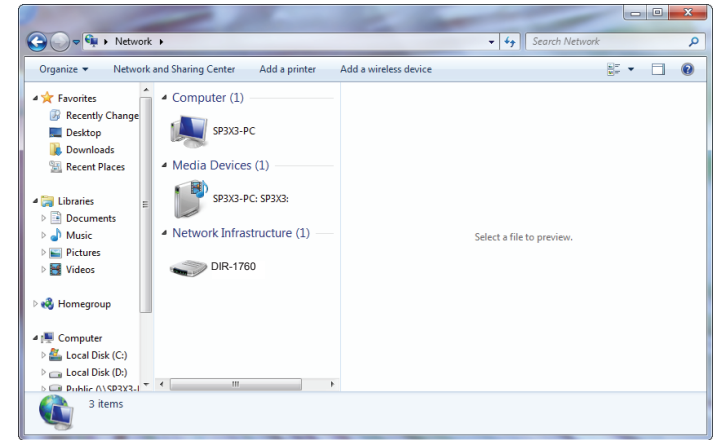 Network
Search Network
Organize Network and Sharing Center Add a printer Add a wireless device
Favorites
Recently Change
Desktop
Downloads
Recent Places
Libraries
Documents
Music
Pictures
Videos
Homegroup
Computer
Local Disk (C:)
Local Disk (D:)
Public (\\SP3X3-
Computer (1)
SP3X3-PC
Media Devices (1)
SP3X3-PC: SP3X3:
Network Infrastructure (1)
DIR-1760
Select a file to preview.
3 items